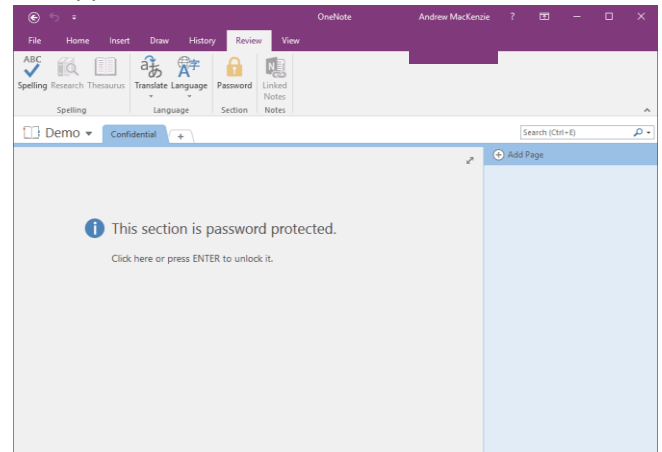 OneNote
Andrew MacKenzie
?
File Home Insert Draw History Review View
ABC
Spelling Research Thesaurus Translate Language Password Linked Notes
Spelling Language Section Notes
Demo Confidential + Search (Ctrl+E)
Add Page
This section is password protected.
Click here or press ENTER to unlock it.